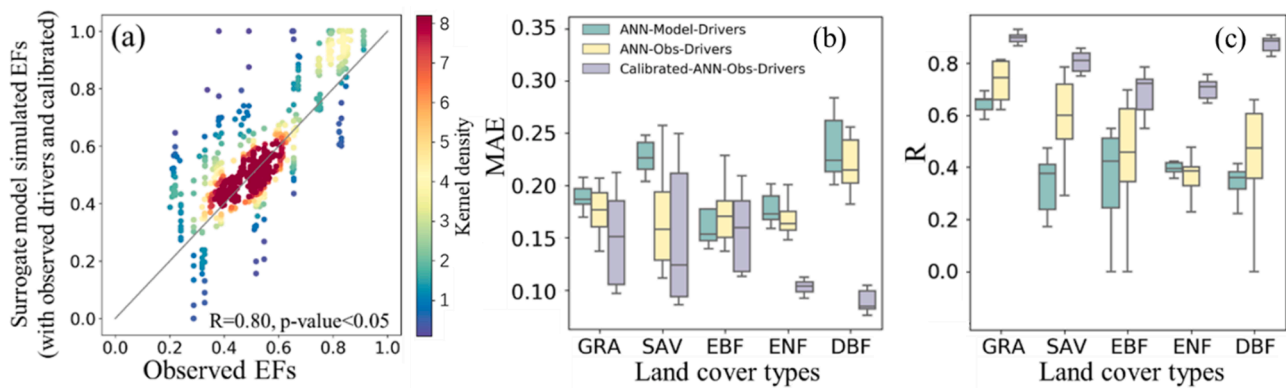 Surrogate model simulated EFs
(with observed drivers and calibrated)
(a)
1.0
0.8
0.6
0.4
0.2
0.0
R=0.80, p-value<0.05
0.0 0.2 0.4 0.6 0.8 1.0
Observed EFs
8
7
6
5
4
3
2
1
Kernel density
MAE
0.35
0.30
0.25
0.20
0.15
0.10
ANN-Model-Drivers
ANN-Obs-Drivers
Calibrated-ANN-Obs-Drivers
(b)
GRA SAV EBF ENF DBF
Land cover types
R
0.8
0.6
0.4
0.2
0.0
(c)
GRA SAV EBF ENF DBF
Land cover types